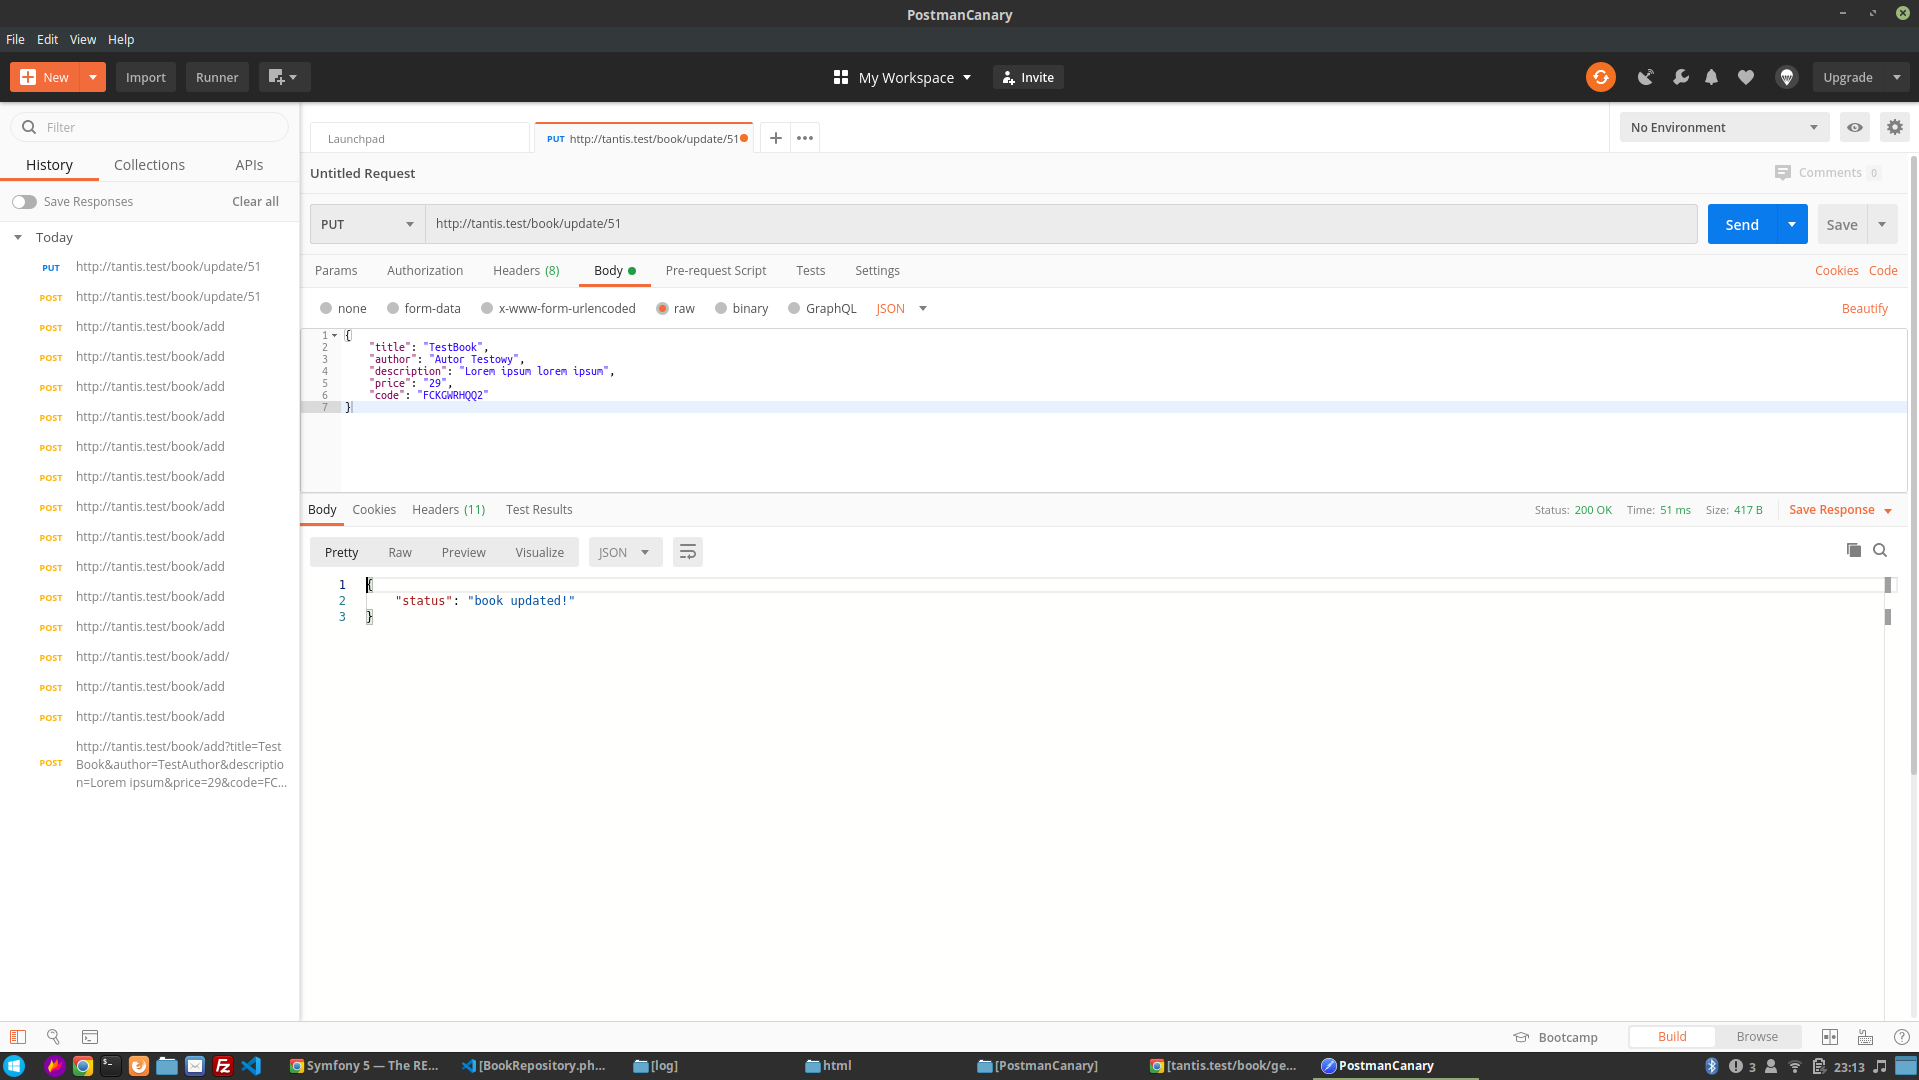 PostmanCanary
File Edit View Help
New Import Runner My Workspace Invite Upgrade
Filter
History Collections APIs
Save Responses Clear all
Today
PUT http://tantis.test/book/update/51
POST http://tantis.test/book/update/51
POST http://tantis.test/book/add
POST http://tantis.test/book/add
POST http://tantis.test/book/add
POST http://tantis.test/book/add
POST http://tantis.test/book/add
POST http://tantis.test/book/add
POST http://tantis.test/book/add
POST http://tantis.test/book/add
POST http://tantis.test/book/add
POST http://tantis.test/book/add
POST http://tantis.test/book/add
POST http://tantis.test/book/add/
POST http://tantis.test/book/add
POST http://tantis.test/book/add
POST http://tantis.test/book/add?title=Test
Book&author=TestAuthor&descriptio
n=Lorem ipsum&price=29&code=FC...
Launchpad PUT http://tantis.test/book/update/51 + ••• No Environment
Untitled Request Comments 0
PUT http://tantis.test/book/update/51 Send Save
Params Authorization Headers (8) Body Pre-request Script Tests Settings Cookies Code
none form-data x-www-form-urlencoded raw binary GraphQL JSON Beautify
1 {
2 "title": "TestBook",
3 "author": "Autor Testowy",
4 "description": "Lorem ipsum lorem ipsum",
5 "price": "29",
6 "code": "FCKGWRHQQ2"
7 }
Body Cookies Headers (11) Test Results Status: 200 OK Time: 51 ms Size: 417 B Save Response
Pretty Raw Preview Visualize JSON
1 {
2 "status": "book updated!"
3 }
Bootcamp Build Browse
Symfony 5 — The RE... [BookRepository.ph... [log] html [PostmanCanary] [tantis.test/book/ge... PostmanCanary 3 23:13